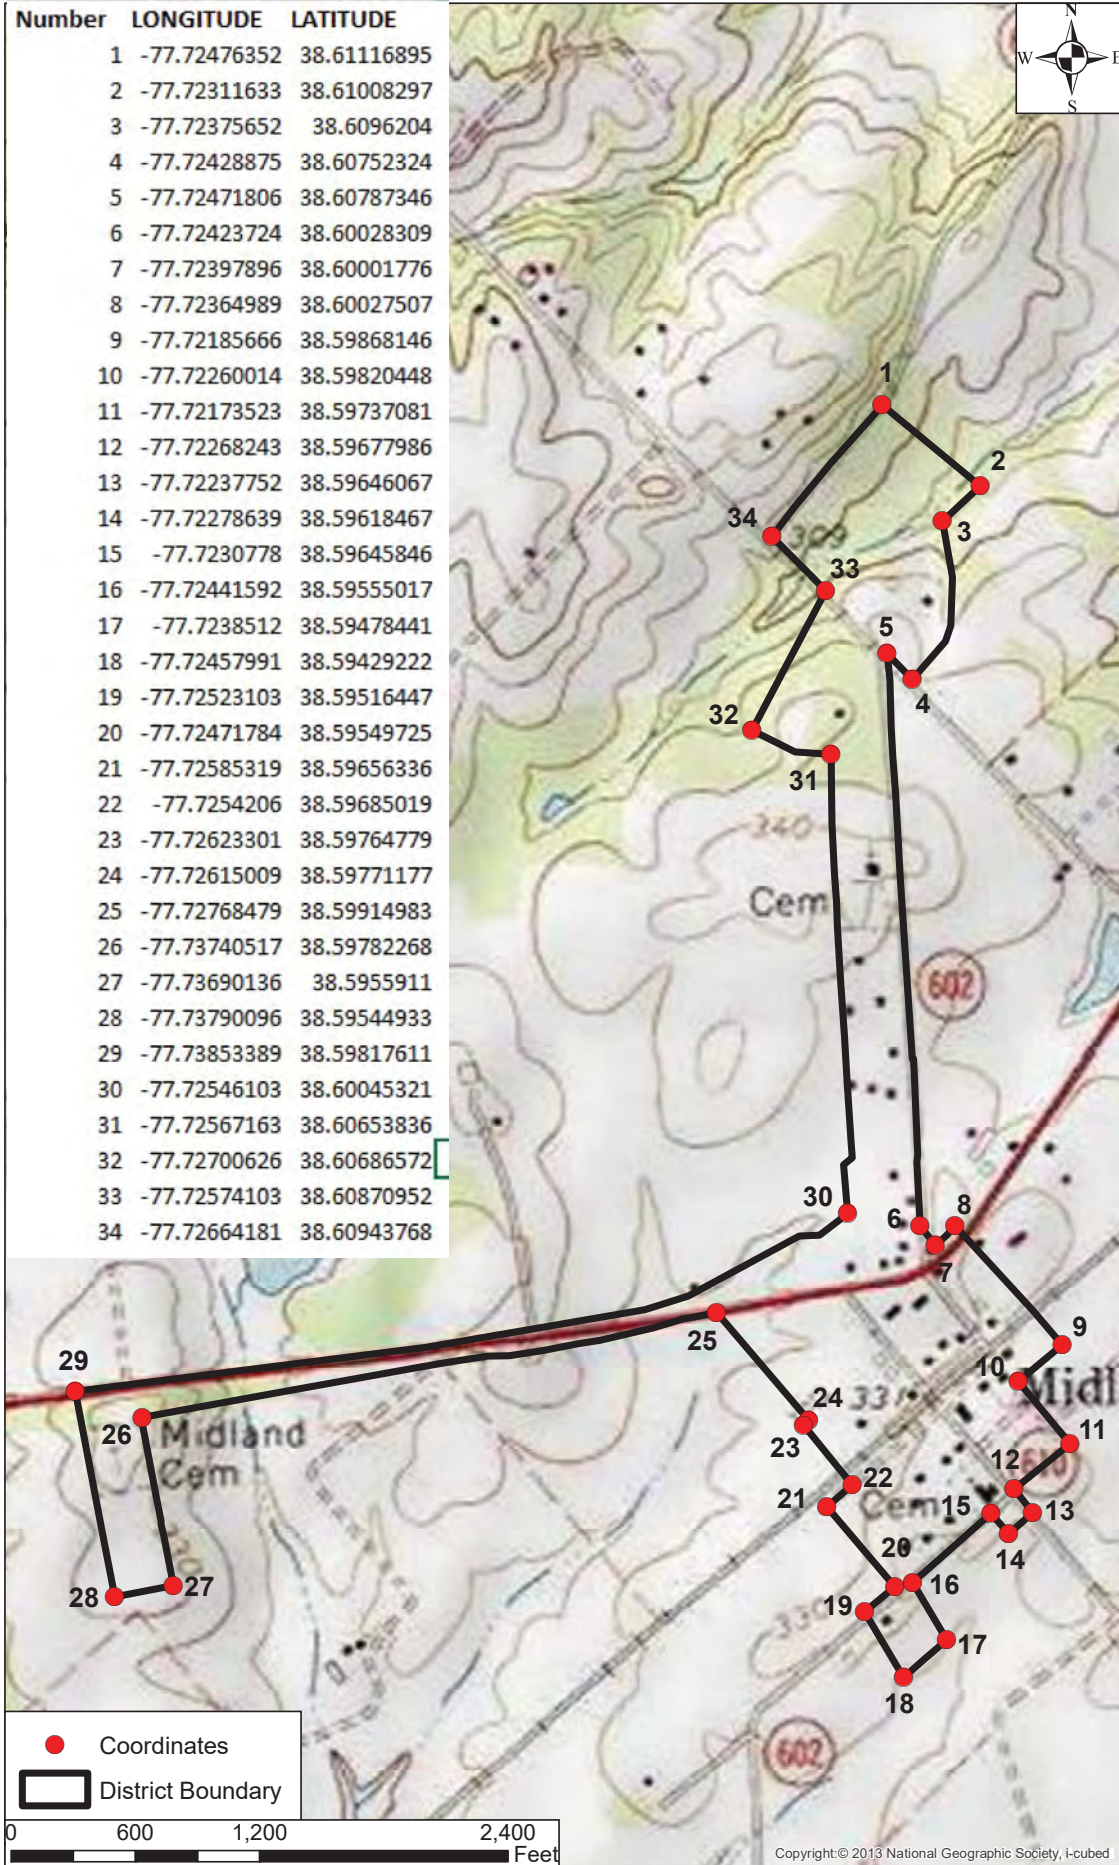 Number LONGITUDE LATITUDE
1 -77.72476352 38.61116895
2 -77.72311633 38.61008297
3 -77.72375652 38.6096204
4 -77.72428875 38.60752324
5 -77.72471806 38.60787346
6 -77.72423724 38.60028309
7 -77.72397896 38.60001776
8 -77.72364989 38.60027507
9 -77.72185666 38.59868146
10 -77.72260014 38.59820448
11 -77.72173523 38.59737081
12 -77.72268243 38.59677986
13 -77.72237752 38.59646067
14 -77.72278639 38.59618467
15 -77.7230778 38.59645846
16 -77.72441592 38.59555017
17 -77.7238512 38.59478441
18 -77.72457991 38.59429222
19 -77.72523103 38.59516447
20 -77.72471784 38.59549725
21 -77.72585319 38.59656336
22 -77.7254206 38.59685019
23 -77.72623301 38.59764779
24 -77.72615009 38.59771177
25 -77.72768479 38.59914983
26 -77.73740517 38.59782268
27 -77.73690136 38.5955911
28 -77.73790096 38.59544933
29 -77.73853389 38.59817611
30 -77.72546103 38.60045321
31 -77.72567163 38.60653836
32 -77.72700626 38.60686572
33 -77.72574103 38.60870952
34 -77.72664181 38.60943768
N
W E
S
1
2
3
34
309
33
5
4
32
31
340
Cem
602
30
6
8
7
25
9
29
10
Midl
24
331
26
Midland
Cem
23
11
12
610
22
21
Cem
15
13
14
20
330
28
27
16
19
330
17
18
602
Coordinates
District Boundary
0 600 1,200 2,400
Feet
Copyright:© 2013 National Geographic Society, i-cubed